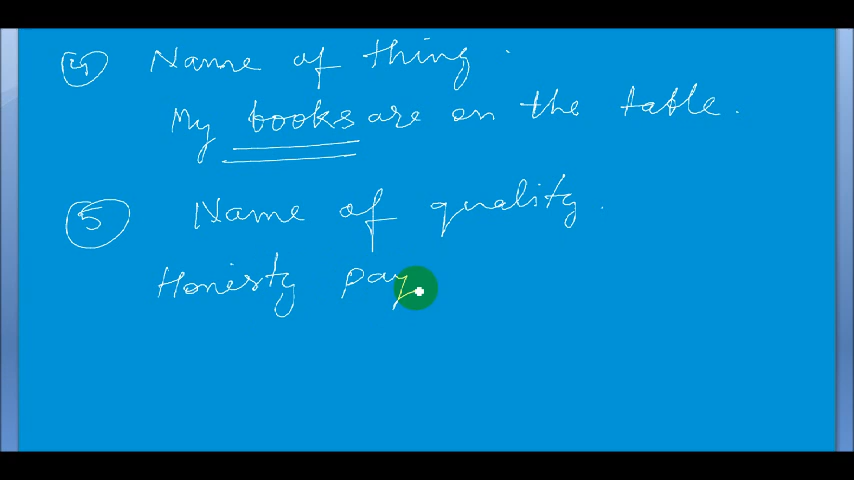 (4) Name of thing.
My books are on the table.
(5) Name of quality.
Honesty pay